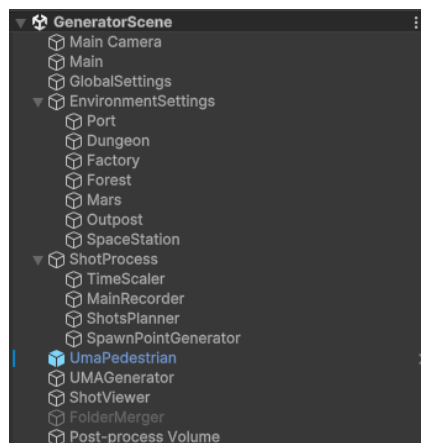 GeneratorScene
Main Camera
Main
GlobalSettings
EnvironmentSettings
Port
Dungeon
Factory
Forest
Mars
Outpost
SpaceStation
ShotProcess
TimeScaler
MainRecorder
ShotsPlanner
SpawnPointGenerator
UmaPedestrian
UMAGenerator
ShotViewer
FolderMerger
Post-process Volume